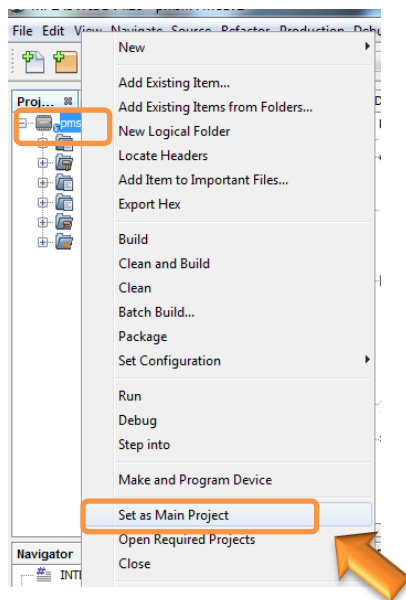 File Edit View Navigate Source Refactor Production Debu
New
Proj...
pms
Add Existing Item...
Add Existing Items from Folders...
New Logical Folder
Locate Headers
Add Item to Important Files...
Export Hex
Build
Clean and Build
Clean
Batch Build...
Package
Set Configuration
Run
Debug
Step into
Make and Program Device
Set as Main Project
Open Required Projects
Close
Navigator
INTI